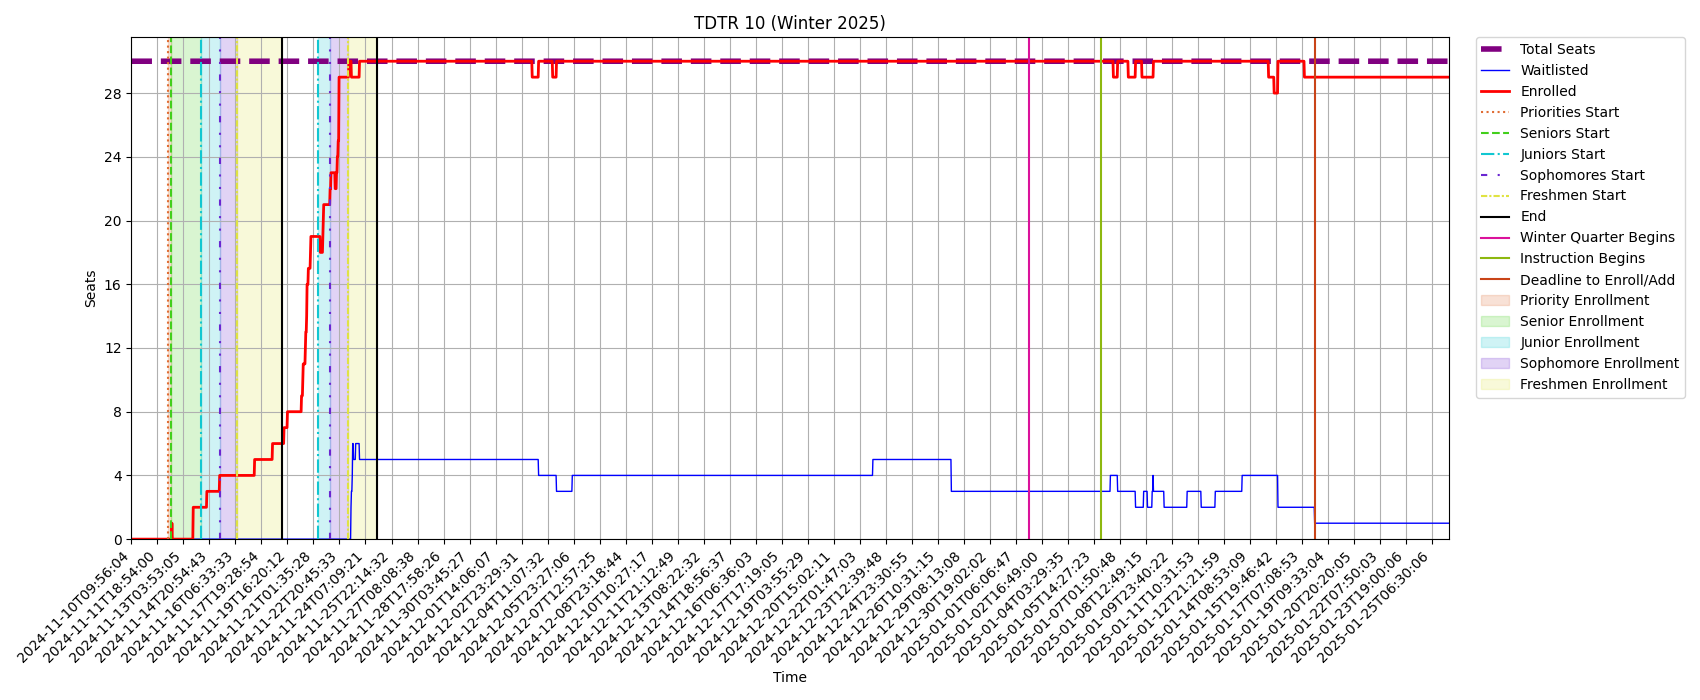 TDTR 10 (Winter 2025)
Seats
28
24
20
16
12
8
4
0
2024-11-10T09:56:04
2024-11-11T18:54:00
2024-11-13T13:53:05
2024-11-14T20:54:43
2024-11-16T06:33:33
2024-11-17T19:28:54
2024-11-19T16:20:12
2024-11-21T01:35:28
2024-11-22T20:45:33
2024-11-24T07:09:21
2024-11-25T22:14:32
2024-11-27T08:08:38
2024-11-28T17:58:26
2024-11-30T03:45:27
2024-12-01T14:06:07
2024-12-02T23:29:31
2024-12-04T11:07:32
2024-12-05T23:27:06
2024-12-07T12:57:25
2024-12-08T23:18:44
2024-12-10T10:27:17
2024-12-11T21:12:49
2024-12-13T08:22:32
2024-12-14T18:56:37
2024-12-16T06:36:03
2024-12-17T17:19:05
2024-12-19T03:55:29
2024-12-20T15:02:11
2024-12-22T01:47:03
2024-12-23T12:39:48
2024-12-24T23:30:55
2024-12-26T10:31:15
2024-12-29T08:13:08
2024-12-30T19:02:02
2025-01-01T06:06:47
2025-01-02T16:49:00
2025-01-04T03:29:35
2025-01-05T14:27:23
2025-01-07T01:50:48
2025-01-08T12:49:15
2025-01-09T23:40:22
2025-01-11T10:31:53
2025-01-12T21:21:59
2025-01-14T08:53:09
2025-01-15T19:46:42
2025-01-17T07:08:53
2025-01-19T09:33:04
2025-01-20T20:20:05
2025-01-22T07:50:03
2025-01-23T19:00:06
2025-01-25T06:30:06
Time
Total Seats
Waitlisted
Enrolled
Priorities Start
Seniors Start
Juniors Start
Sophomores Start
Freshmen Start
End
Winter Quarter Begins
Instruction Begins
Deadline to Enroll/Add
Priority Enrollment
Senior Enrollment
Junior Enrollment
Sophomore Enrollment
Freshmen Enrollment